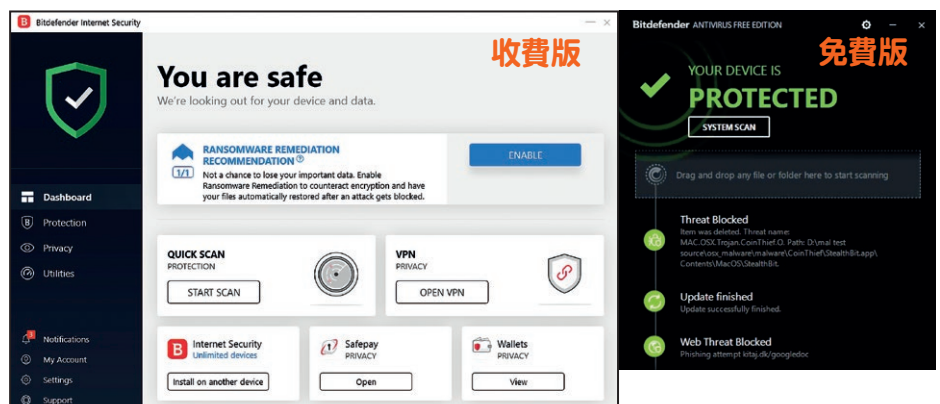 Bitdefender Internet Security
收費版
You are safe
We're looking out for your device and data.
RANSOMWARE REMEDIATION
RECOMMENDATION
1/1
Not a chance to lose your important data. Enable
Ransomware Remediation to counteract encryption and have
your files automatically restored after an attack gets blocked.
ENABLE
Dashboard
Protection
Privacy
Utilities
3
Notifications
My Account
Settings
Support
QUICK SCAN
PROTECTION
START SCAN
VPN
PRIVACY
OPEN VPN
Internet Security
Unlimited devices
Install on another device
Safepay
PRIVACY
Open
Wallets
PRIVACY
View
Bitdefender ANTIVIRUS FREE EDITION
免費版
YOUR DEVICE IS
PROTECTED
SYSTEM SCAN
Drag and drop any file or folder here to start scanning
Threat Blocked
Item was deleted. Threat name:
MAC.OSX.Trojan.CoinThief.O. Path: D:\mal test
source\osx_malware\malware\CoinThief\StealthBit.app\
Contents\MacOS\StealthBit.
Update finished
Update successfully finished.
Web Threat Blocked
Phishing attempt kitaj.dk/googledoc